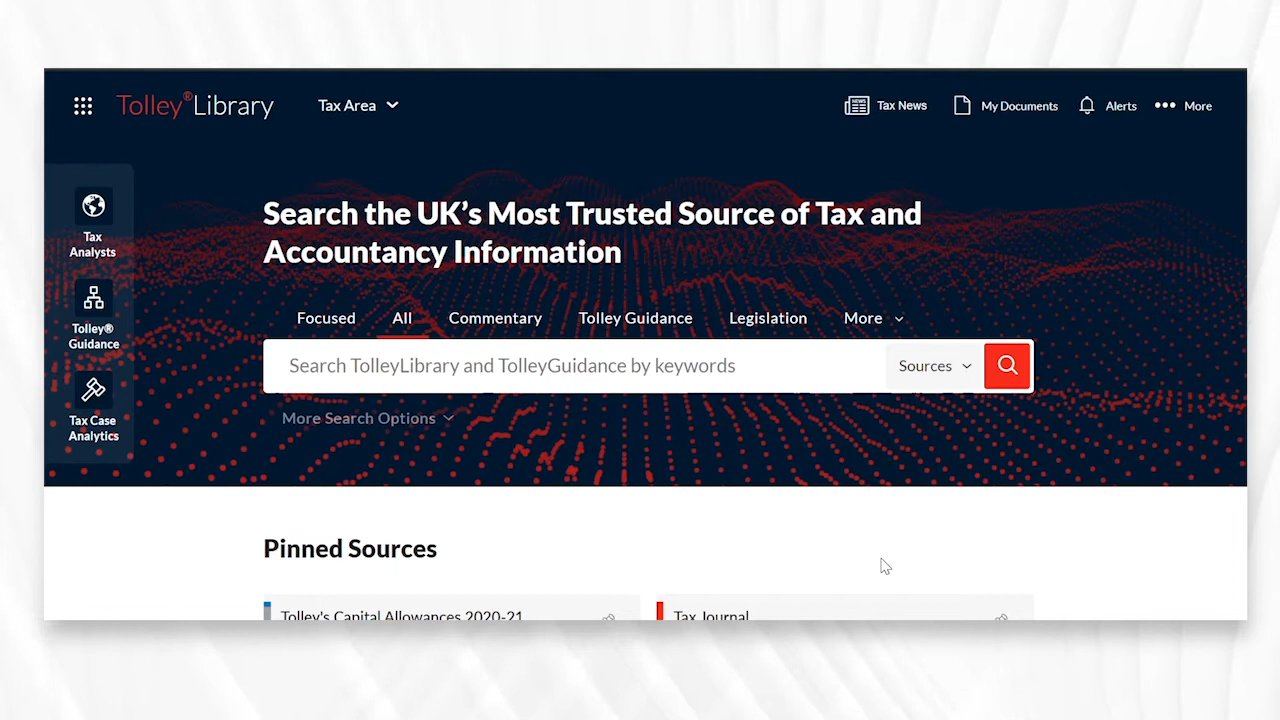 Tolley®Library
Tax Area
Tax News
My Documents
Alerts
More
Tax
Analysts
Tolley®
Guidance
Tax Case
Analytics
Search the UK's Most Trusted Source of Tax and
Accountancy Information
Focused
All
Commentary
Tolley Guidance
Legislation
More
Search TolleyLibrary and TolleyGuidance by keywords
Sources
More Search Options
Pinned Sources
Tolley's Capital Allowances 2020-21
Tax Journal